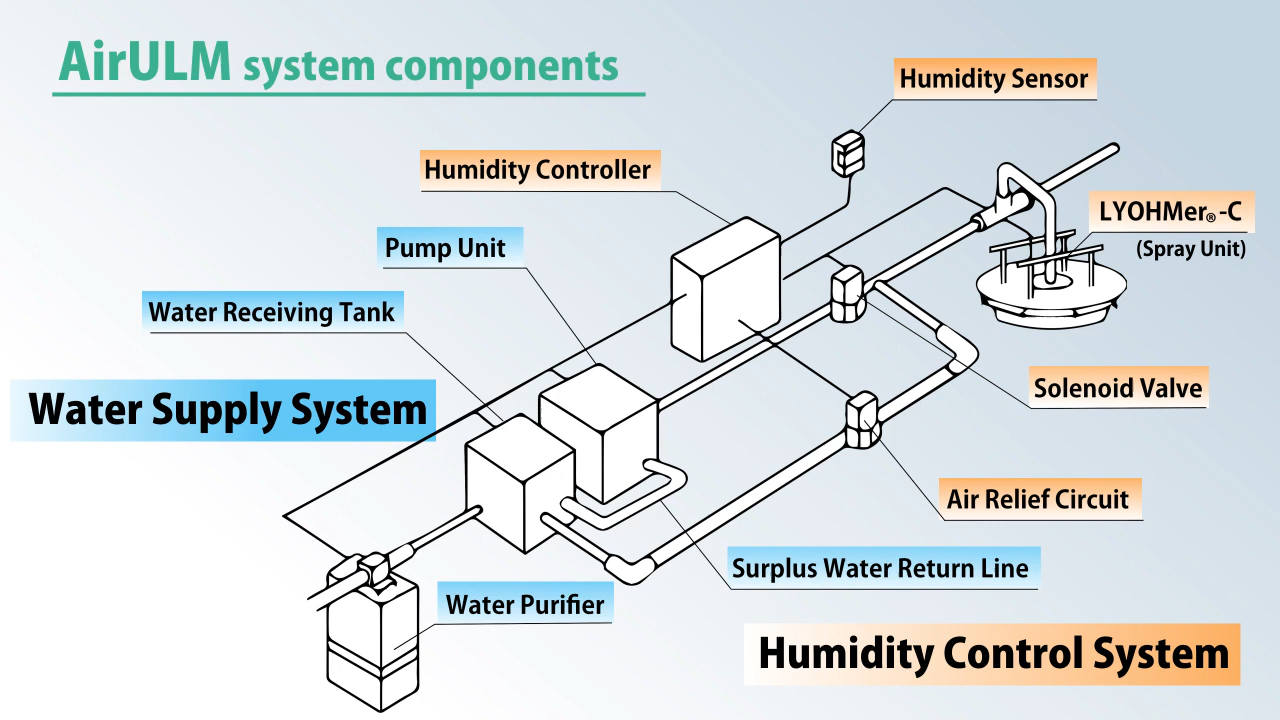 AirULM system components
Humidity Sensor
Humidity Controller
LYOHMer®-C
(Spray Unit)
Pump Unit
Water Receiving Tank
Water Supply System
Solenoid Valve
Air Relief Circuit
Surplus Water Return Line
Water Purifier
Humidity Control System